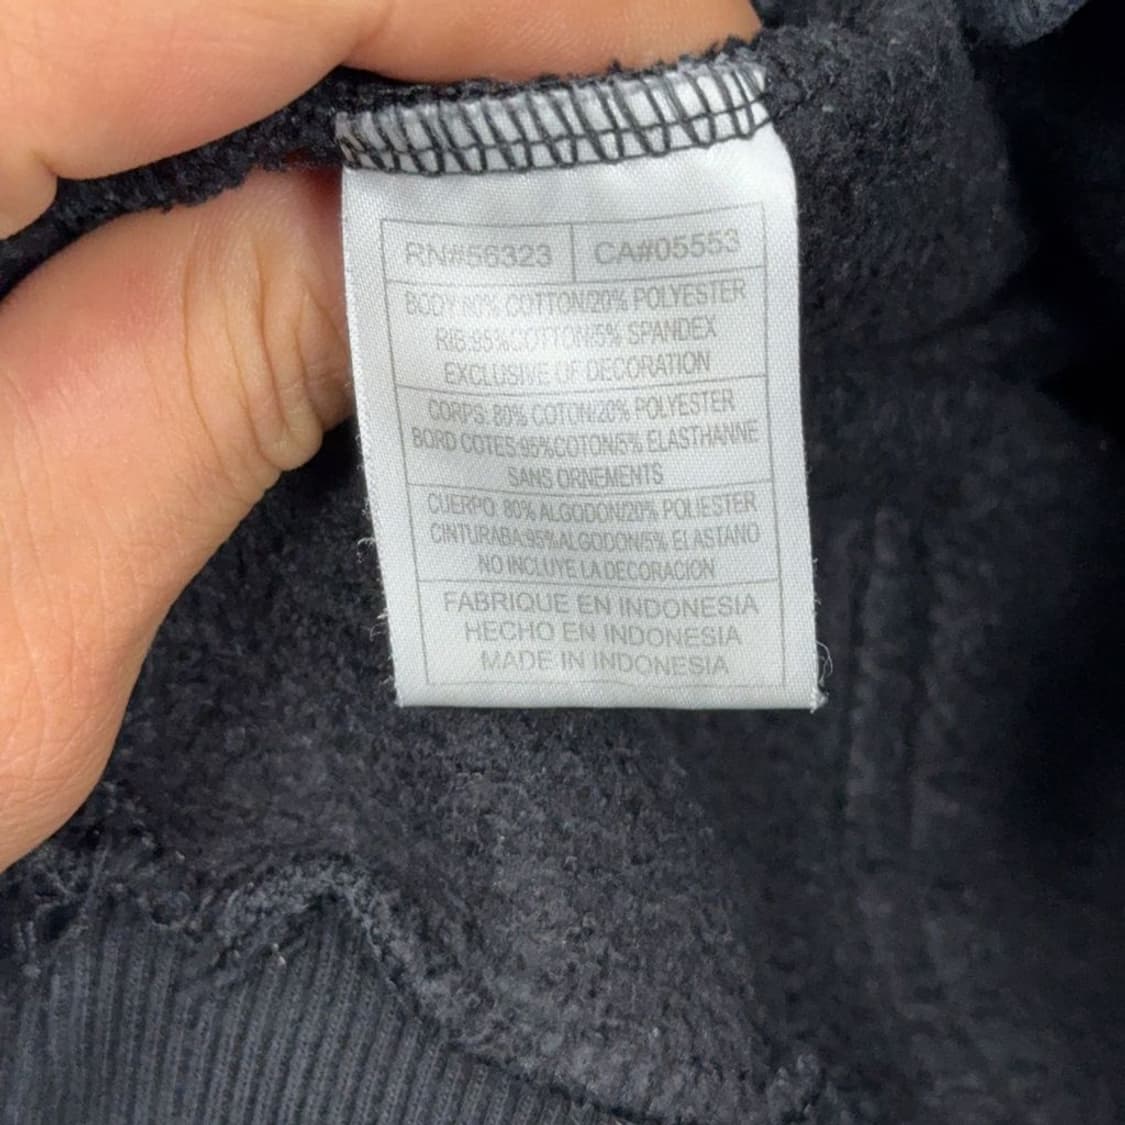 RN#56323 CA#05553
BODY 80% COTTON/20% POLYESTER
RIB:95%COTTON/5% SPANDEX
EXCLUSIVE OF DECORATION
CORPS: 80% COTON/20% POLYESTER
BORD COTES:95%COTON/5% ELASTHANNE
SANS ORNEMENTS
CUERPO: 80% ALGODON/20% POLIESTER
CINTURABA:95%ALGODON/5% ELASTANO
NO INCLUYE LA DECORACION
FABRIQUE EN INDONESIA
HECHO EN INDONESIA
MADE IN INDONESIA